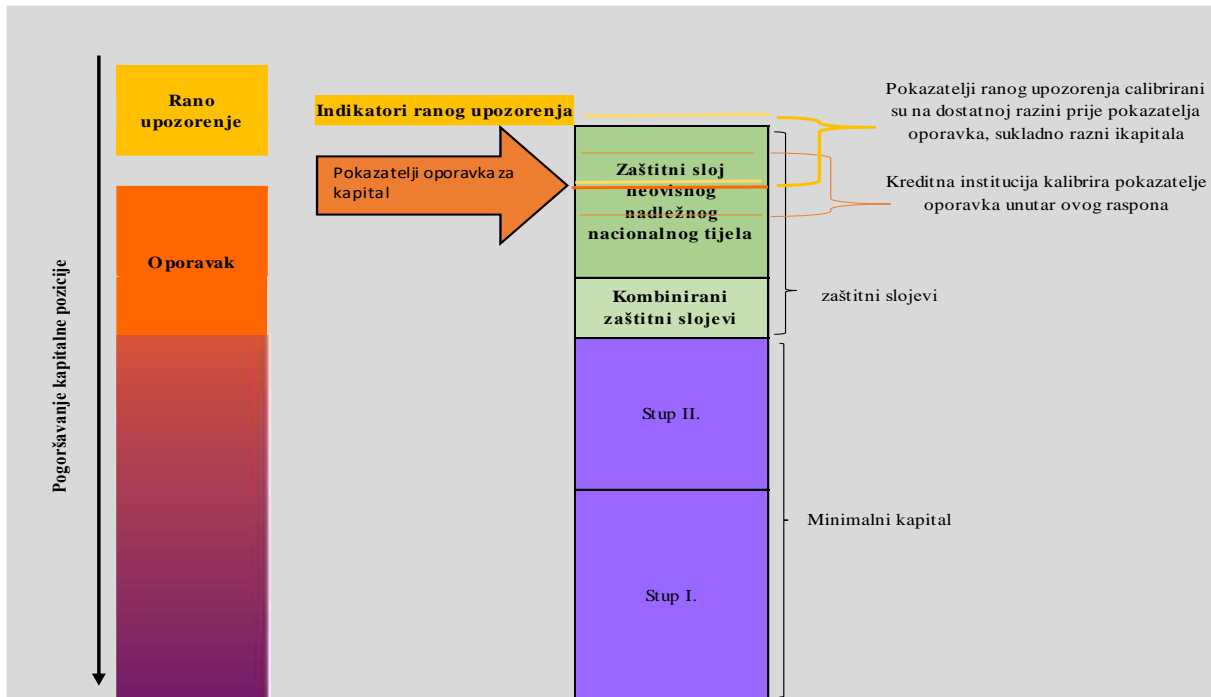 Rano
upozorenje
Indikatori ranog upozorenja
Pokazatelji ranog upozorenja calibrirani
su na dostatnoj razini prije pokazatelja
oporavka, sukladno razni ikapitala
Pokazatelji oporavka za
kapital
Zaštitni sloj
neovisnog
nadležnog
nacionalnog tijela
Kreditna institucija kalibrira pokazatelje
oporavka unutar ovog raspona
Oporavak
Kombinirani
zaštitni slojevi
zaštitni slojevi
Pogoršavanje kapitalne pozicije
Stup II.
Minimalni kapital
Stup I.